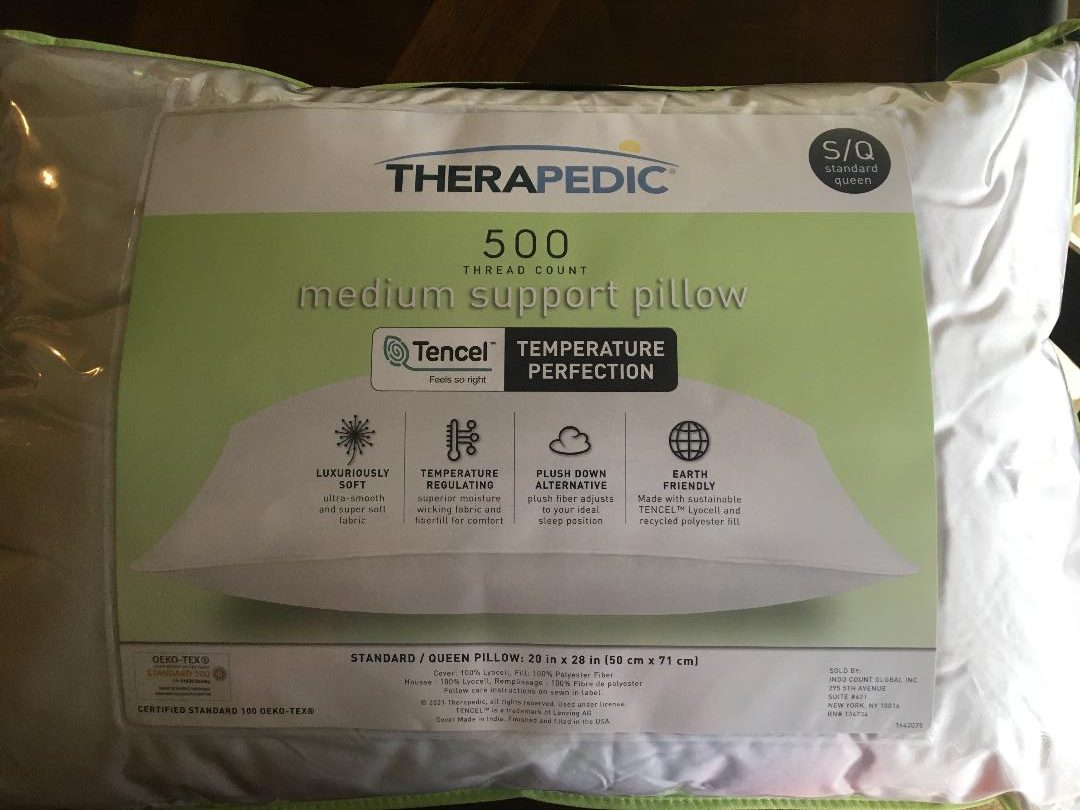 THERAPEDIC®
S/Q
standard
queen
500
THREAD COUNT
medium support pillow
Tencel™
Feels so right
TEMPERATURE
PERFECTION
LUXURIOUSLY
SOFT
ultra-smooth
and super soft
fabric
TEMPERATURE
REGULATING
superior moisture
wicking fabric and
fiberfill for comfort
PLUSH DOWN
ALTERNATIVE
plush fiber adjusts
to your ideal
sleep position
EARTH
FRIENDLY
Made with sustainable
TENCEL™ Lyocell and
recycled polyester fill
OEKO-TEX®
STANDARD 100
CERTIFIED STANDARD 100 OEKO-TEX®
STANDARD / QUEEN PILLOW: 20 in x 28 in (50 cm x 71 cm)
Cover: 100% Lyocell, Fill: 100% Polyester Fiber
Housse : 100% Lyocell, Remplissage : 100% Fibre de polyester
Follow care instructions on sewn in label.
© 2021 Therapedic, all rights reserved. Used under license.
TENCEL™ is a trademark of Lenzing AG
Cover Made in India. Finished and filled in the USA
SOLD BY:
INDO COUNT GLOBAL INC.
295 5TH AVENUE
SUITE #621
NEW YORK, NY 10016
RN# 134734
1642075